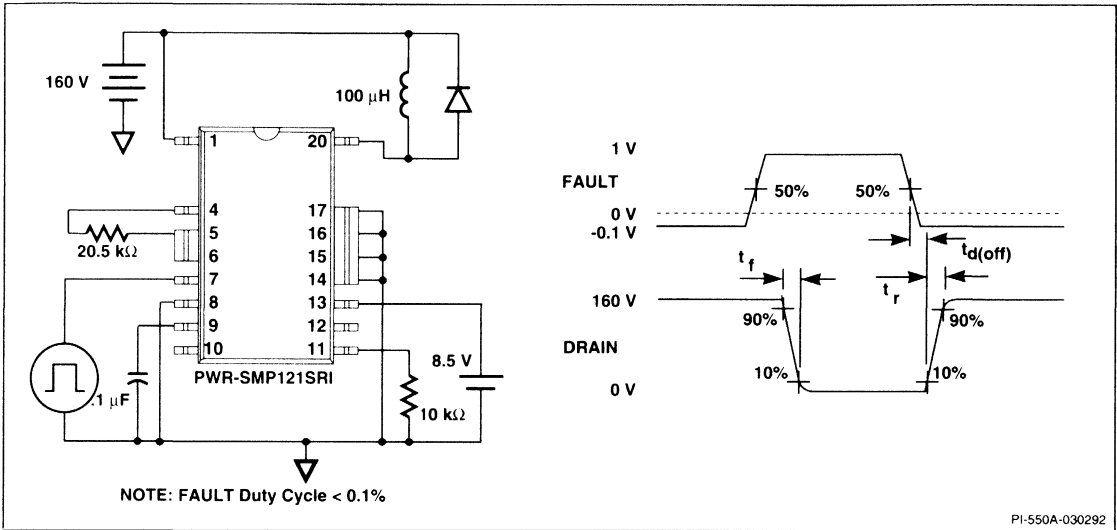 160 V
100 µH
1 20
4 17
5 16
20.5 kΩ
6 15
7 14
8 13
9 12
10 11
PWR-SMP121SRI
8.5 V
.1 µF
10 kΩ
NOTE: FAULT Duty Cycle < 0.1%
1 V
FAULT
50% 50%
0 V
-0.1 V
td(off)
tf
tr
160 V
90% 90%
DRAIN
10% 10%
0 V
PI-550A-030292